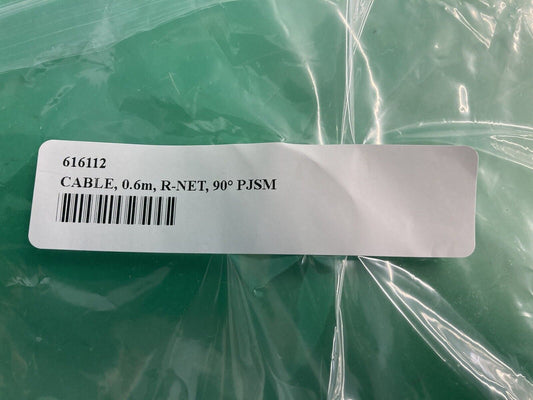 616112
CABLE, 0.6m, R-NET, 90° PJSM